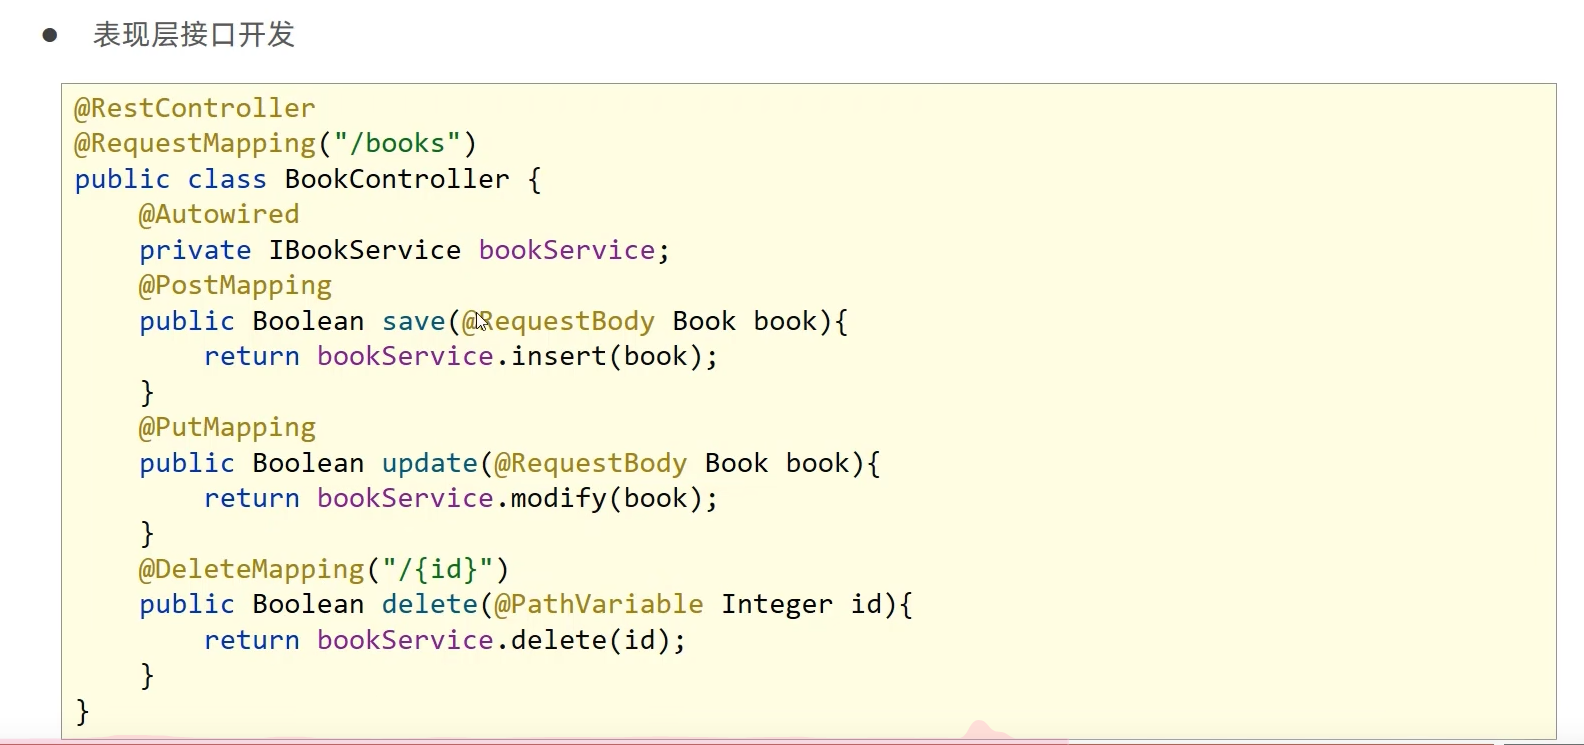 ● 表现层接口开发
@RestController
@RequestMapping("/books")
public class BookController {
    @Autowired
    private IBookService bookService;
    @PostMapping
    public Boolean save(@RequestBody Book book){
        return bookService.insert(book);
    }
    @PutMapping
    public Boolean update(@RequestBody Book book){
        return bookService.modify(book);
    }
    @DeleteMapping("/{id}")
    public Boolean delete(@PathVariable Integer id){
        return bookService.delete(id);
    }
}